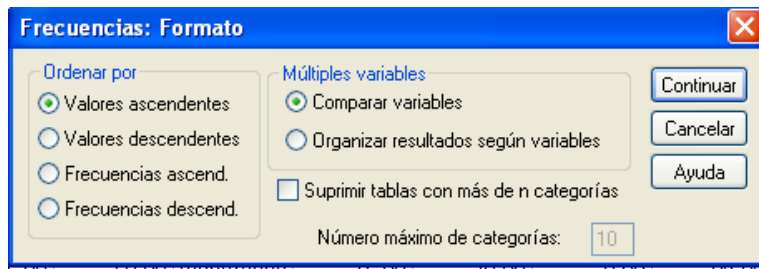 Frecuencias: Formato
Ordenar por
Valores ascendentes
Valores descendentes
Frecuencias ascend.
Frecuencias descend.
Múltiples variables
Comparar variables
Organizar resultados según variables
Suprimir tablas con más de n categorías
Número máximo de categorías: 10
Continuar
Cancelar
Ayuda